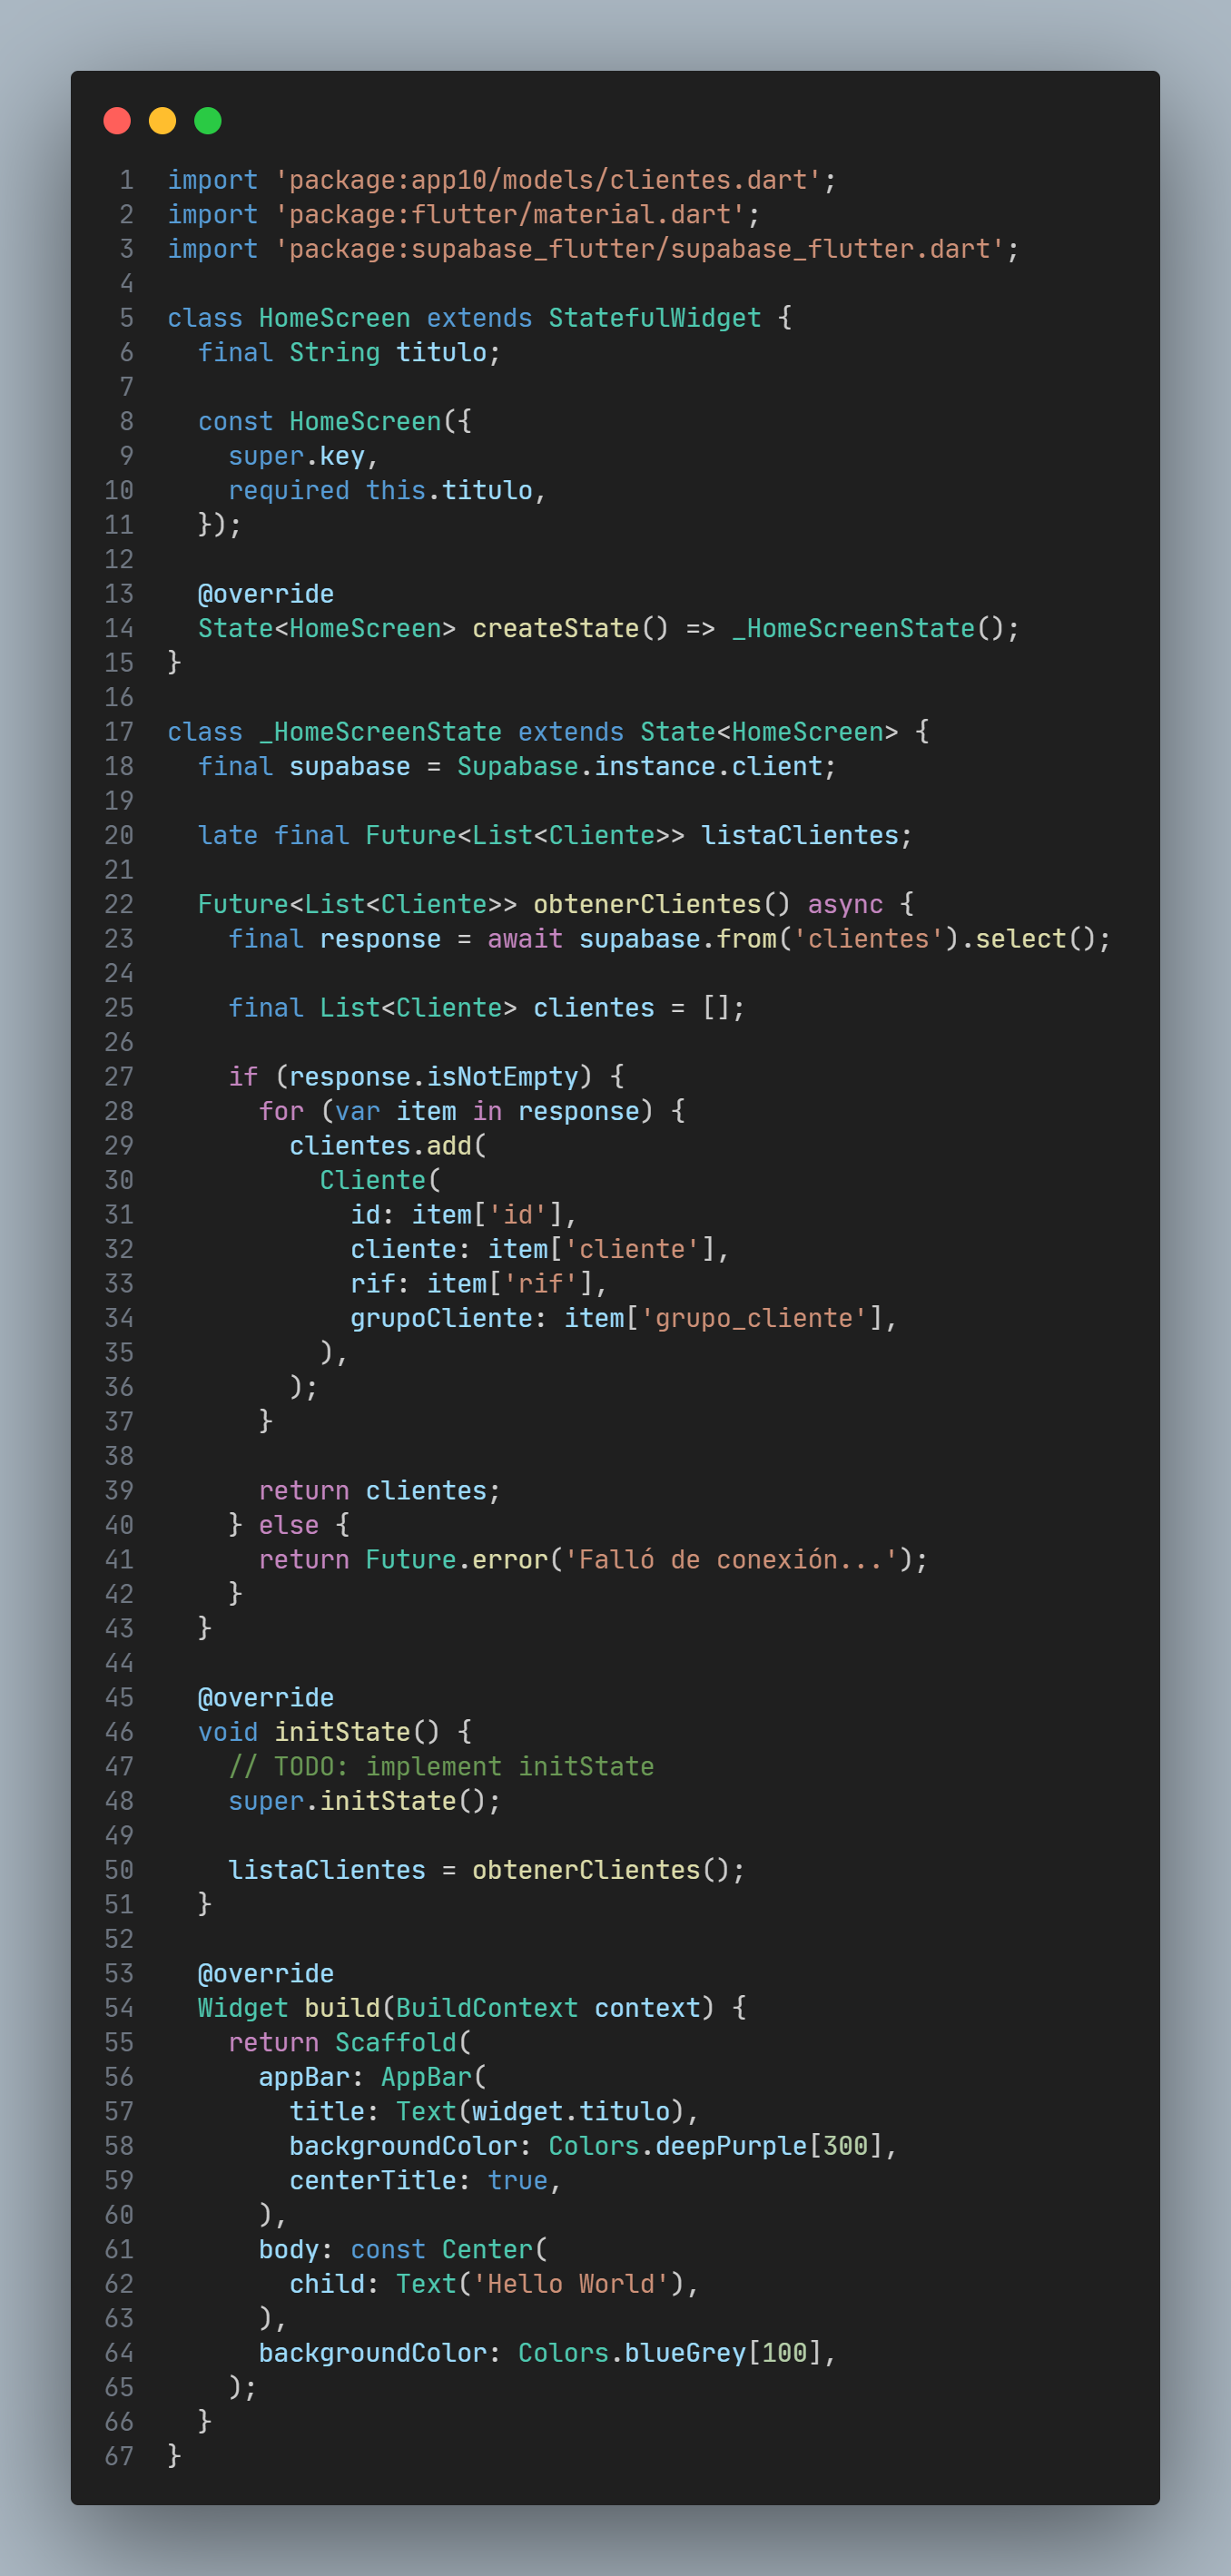 1 import 'package:app10/models/clientes.dart';
2 import 'package:flutter/material.dart';
3 import 'package:supabase_flutter/supabase_flutter.dart';
4
5 class HomeScreen extends StatefulWidget {
6   final String titulo;
7
8   const HomeScreen({
9     super.key,
10     required this.titulo,
11   });
12
13   @override
14   State<HomeScreen> createState() => _HomeScreenState();
15 }
16
17 class _HomeScreenState extends State<HomeScreen> {
18   final supabase = Supabase.instance.client;
19
20   late final Future<List<Cliente>> listaClientes;
21
22   Future<List<Cliente>> obtenerClientes() async {
23     final response = await supabase.from('clientes').select();
24
25     final List<Cliente> clientes = [];
26
27     if (response.isNotEmpty) {
28       for (var item in response) {
29         clientes.add(
30           Cliente(
31             id: item['id'],
32             cliente: item['cliente'],
33             rif: item['rif'],
34             grupoCliente: item['grupo_cliente'],
35           ),
36         );
37       }
38
39       return clientes;
40     } else {
41       return Future.error('Falló de conexión...');
42     }
43   }
44
45   @override
46   void initState() {
47     // TODO: implement initState
48     super.initState();
49
50     listaClientes = obtenerClientes();
51   }
52
53   @override
54   Widget build(BuildContext context) {
55     return Scaffold(
56       appBar: AppBar(
57         title: Text(widget.titulo),
58         backgroundColor: Colors.deepPurple[300],
59         centerTitle: true,
60       ),
61       body: const Center(
62         child: Text('Hello World'),
63       ),
64       backgroundColor: Colors.blueGrey[100],
65     );
66   }
67 }